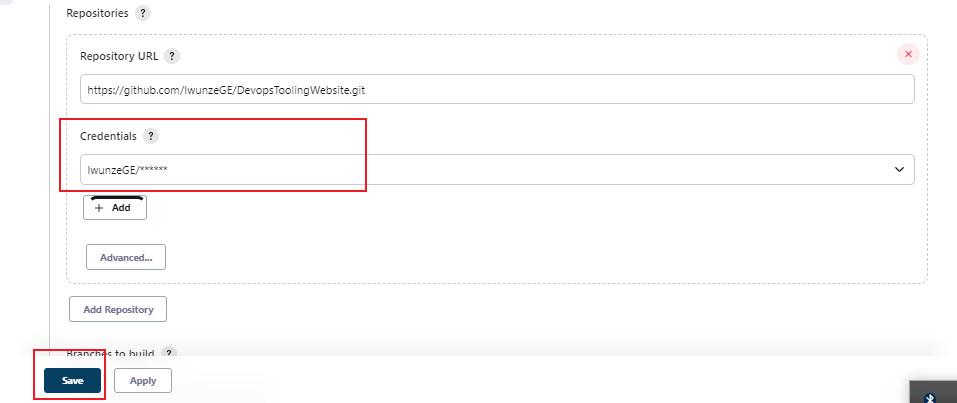 Repositories ?
Repository URL ?
https://github.com/IwunzeGE/DevopsToolingWebsite.git
Credentials ?
IwunzeGE/******
+ Add
Advanced...
Add Repository
Branches to build ?
Save
Apply